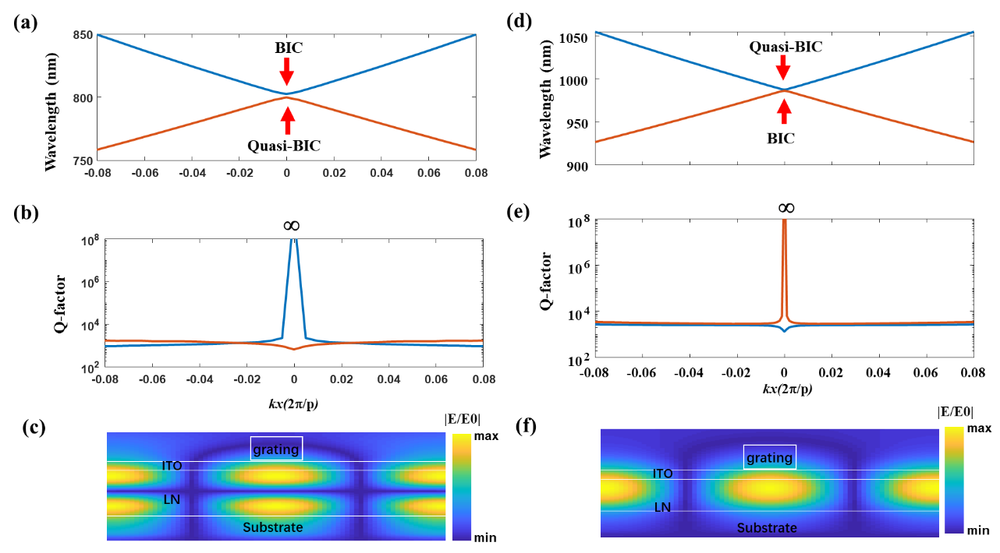 (a)
Wavelength (nm)
850
800
750
BIC
Quasi-BIC
-0.08 -0.06 -0.04 -0.02 0 0.02 0.04 0.06 0.08
(b)
∞
Q-factor
10^8
10^6
10^4
10^2
-0.08 -0.06 -0.04 -0.02 0 0.02 0.04 0.06 0.08
kx(2π/p)
(c)
|E/E0|
max
min
grating
ITO
LN
Substrate
(d)
Wavelength (nm)
1050
1000
950
900
Quasi-BIC
BIC
(e)
∞
Q-factor
10^8
10^6
10^4
10^2
-0.08 -0.06 -0.04 -0.02 0 0.02 0.04 0.06 0.08
kx(2π/p)
(f)
|E/E0|
max
min
grating
ITO
LN
Substrate